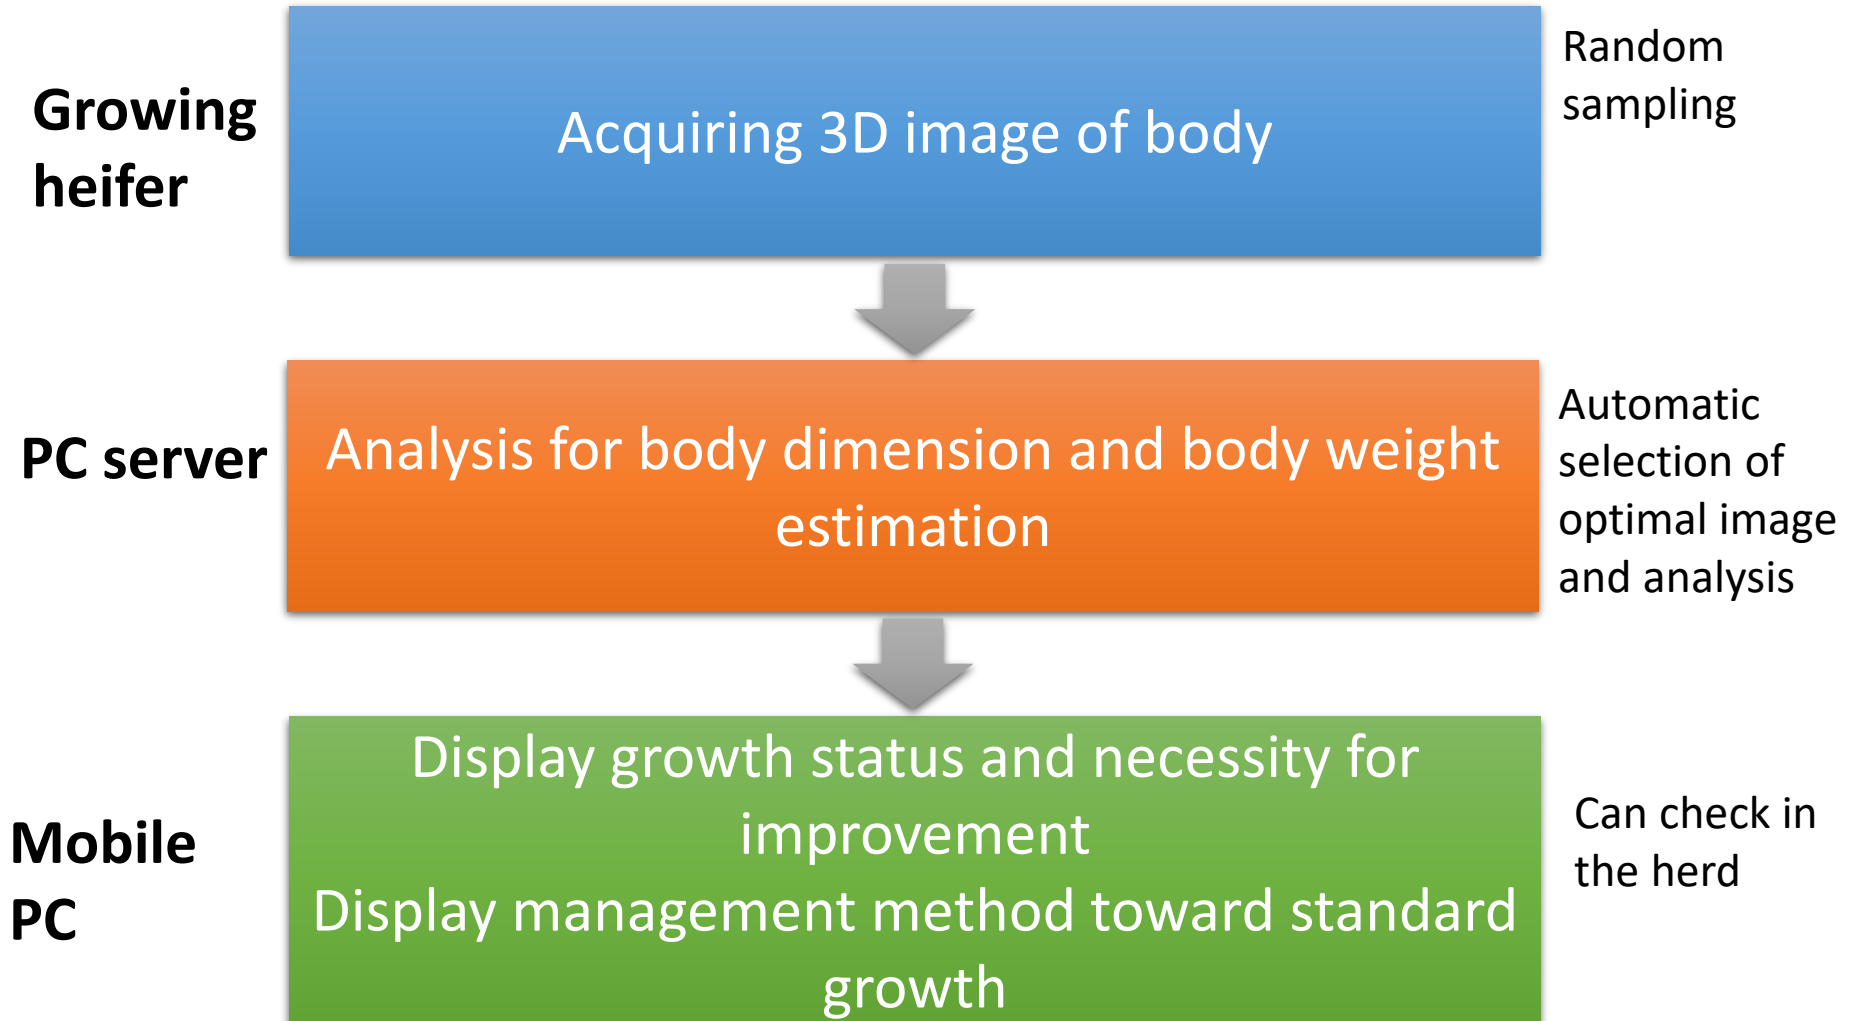 Growing
heifer
Acquiring 3D image of body
Random
sampling
PC server
Analysis for body dimension and body weight
estimation
Automatic
selection of
optimal image
and analysis
Mobile
PC
Display growth status and necessity for
improvement
Display management method toward standard
growth
Can check in
the herd